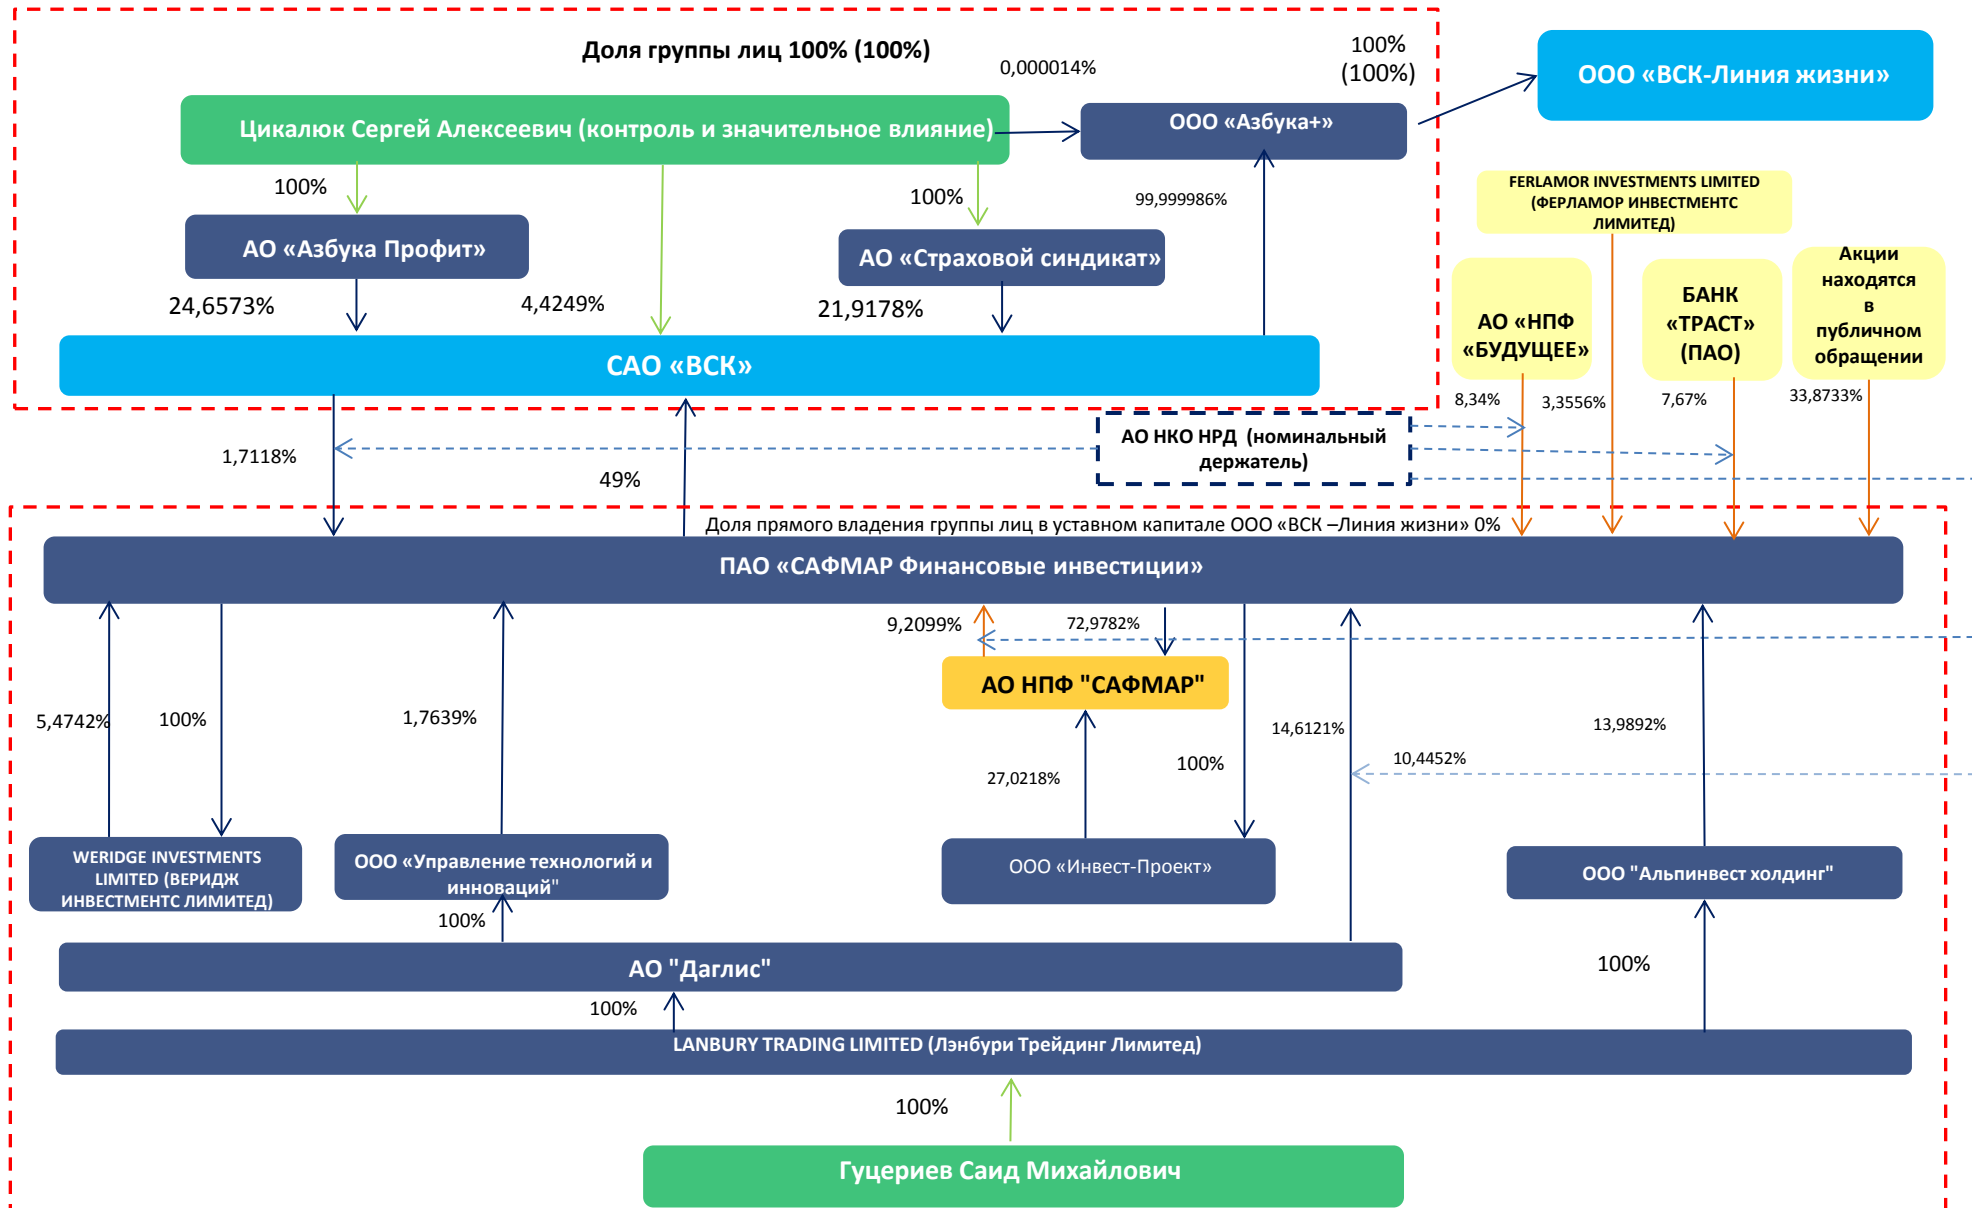 Доля группы лиц 100% (100%)
0,000014%
100%
(100%)
ООО «ВСК-Линия жизни»
Цикалюк Сергей Алексеевич (контроль и значительное влияние)
ООО «Азбука+»
100%
100%
99,999986%
FERLAMOR INVESTMENTS LIMITED
(ФЕРЛАМОР ИНВЕСТМЕНТС
ЛИМИТЕД)
АО «Азбука Профит»
АО «Страховой синдикат»
24,6573%
4,4249%
21,9178%
АО «НПФ
«БУДУЩЕЕ»
БАНК
«ТРАСТ»
(ПАО)
Акции
находятся
в
публичном
обращении
САО «ВСК»
8,34%
3,3556%
7,67%
33,8733%
1,7118%
49%
АО НКО НРД  (номинальный
держатель)
Доля прямого владения группы лиц в уставном капитале ООО «ВСК –Линия жизни» 0%
ПАО «САФМАР Финансовые инвестиции»
9,2099%
72,9782%
АО НПФ "САФМАР"
5,4742%
100%
1,7639%
14,6121%
13,9892%
27,0218%
100%
10,4452%
WERIDGE INVESTMENTS
LIMITED (ВЕРИДЖ
ИНВЕСТМЕНТС ЛИМИТЕД)
ООО «Управление технологий и
инноваций"
ООО «Инвест-Проект»
ООО "Альпинвест холдинг"
100%
АО "Даглис"
100%
100%
LANBURY TRADING LIMITED (Лэнбури Трейдинг Лимитед)
100%
Гуцериев Саид Михайлович